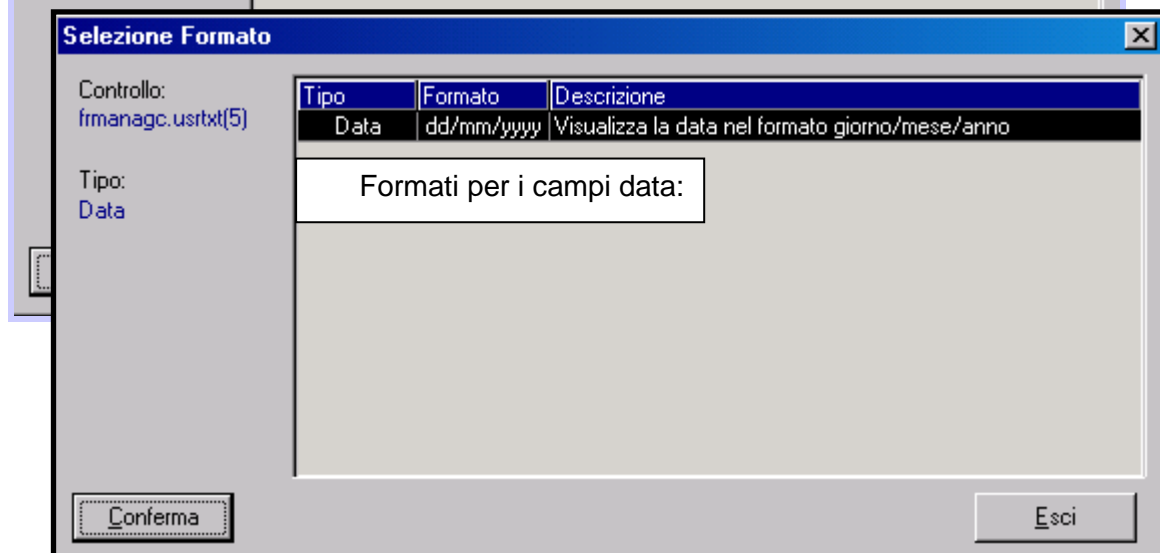 Selezione Formato
Controllo:
frmanagc.usrtxt(5)
Tipo:
Data
Tipo Formato Descrizione
Data dd/mm/yyyy Visualizza la data nel formato giorno/mese/anno
Formati per i campi data:
Conferma
Esci